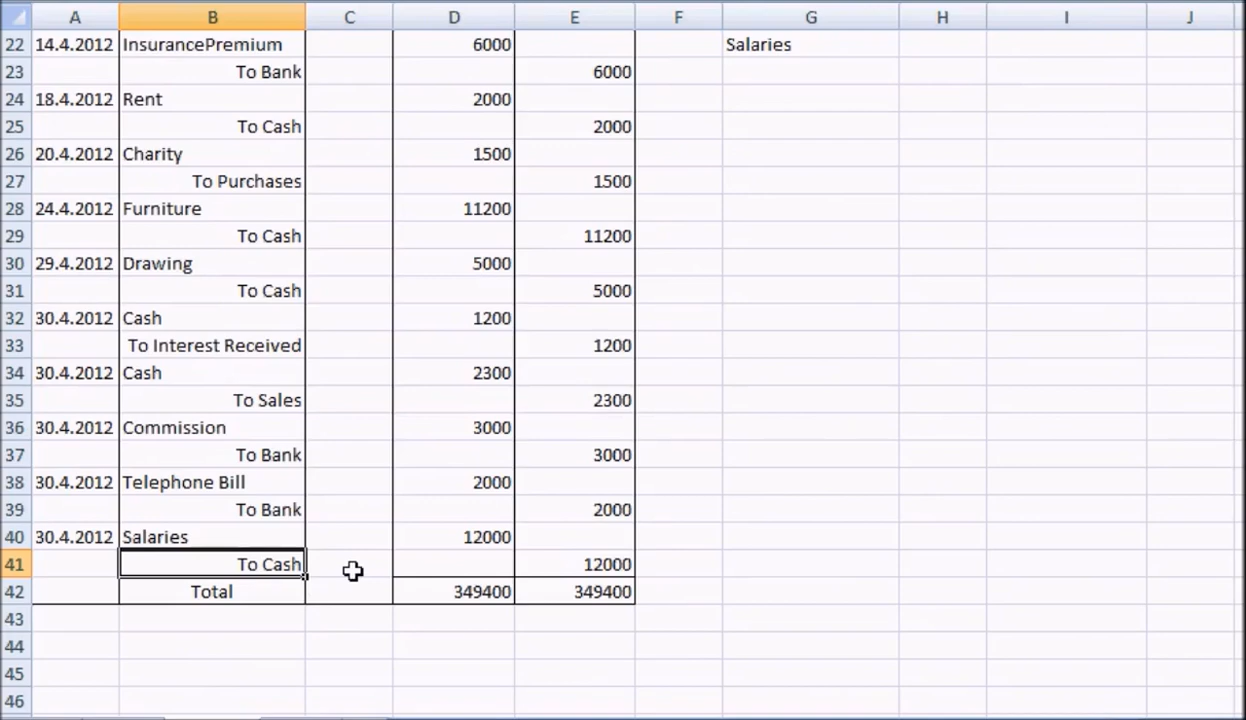 A B C D E F G H I J
22 14.4.2012 InsurancePremium 6000 Salaries
23 To Bank 6000
24 18.4.2012 Rent 2000
25 To Cash 2000
26 20.4.2012 Charity 1500
27 To Purchases 1500
28 24.4.2012 Furniture 11200
29 To Cash 11200
30 29.4.2012 Drawing 5000
31 To Cash 5000
32 30.4.2012 Cash 1200
33 To Interest Received 1200
34 30.4.2012 Cash 2300
35 To Sales 2300
36 30.4.2012 Commission 3000
37 To Bank 3000
38 30.4.2012 Telephone Bill 2000
39 To Bank 2000
40 30.4.2012 Salaries 12000
41 To Cash 12000
42 Total 349400 349400
43
44
45
46